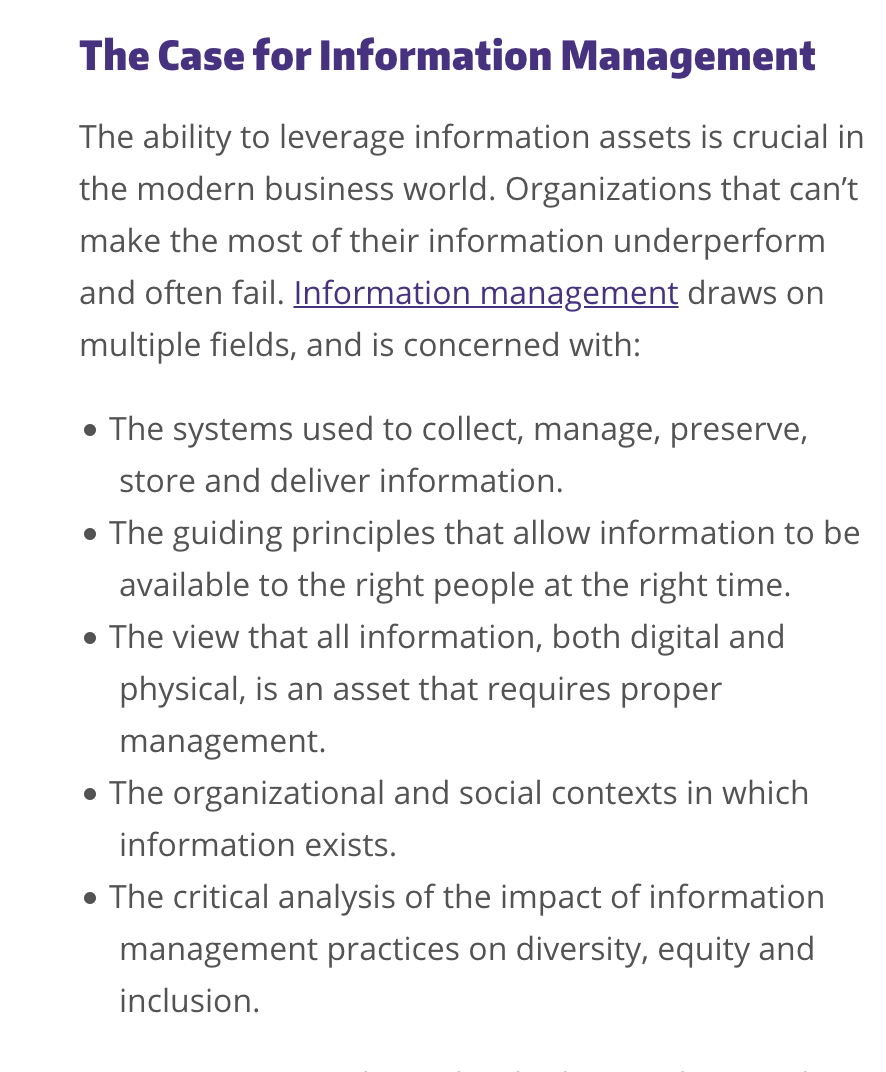 The Case for Information Management
The ability to leverage information assets is crucial in
the modern business world. Organizations that can’t
make the most of their information underperform
and often fail. Information management draws on
multiple fields, and is concerned with:
• The systems used to collect, manage, preserve,
store and deliver information.
• The guiding principles that allow information to be
available to the right people at the right time.
• The view that all information, both digital and
physical, is an asset that requires proper
management.
• The organizational and social contexts in which
information exists.
• The critical analysis of the impact of information
management practices on diversity, equity and
inclusion.